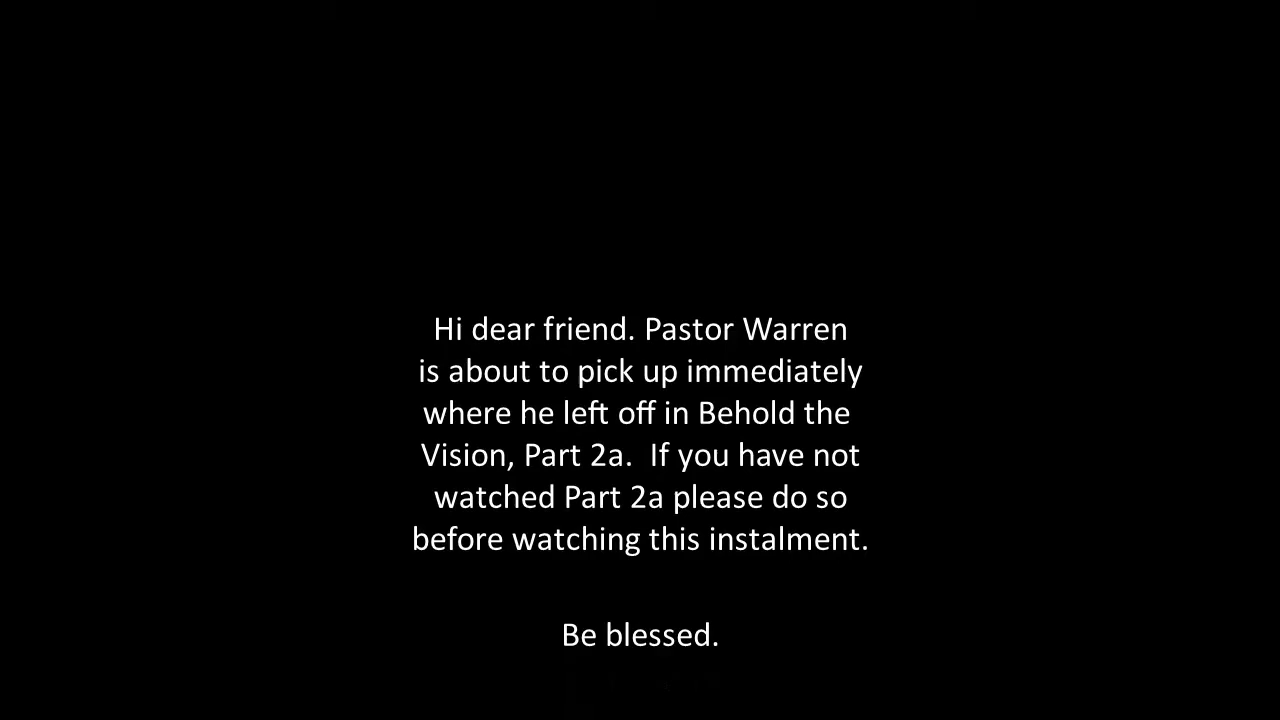 Hi dear friend. Pastor Warren
is about to pick up immediately
where he left off in Behold the
Vision, Part 2a.  If you have not
watched Part 2a please do so
before watching this instalment.
Be blessed.